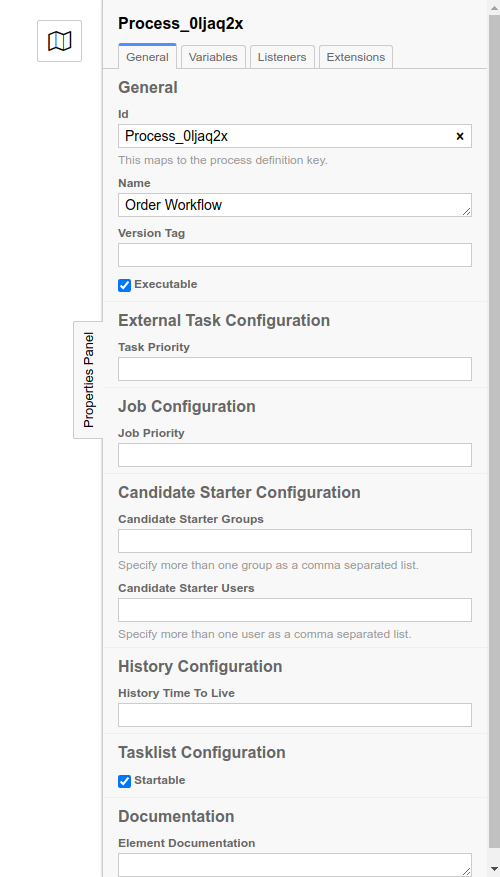 Process_0ljaq2x
General
Variables
Listeners
Extensions
General
Id
Process_0ljaq2x
This maps to the process definition key.
Name
Order Workflow
Version Tag
Executable
External Task Configuration
Task Priority
Properties Panel
Job Configuration
Job Priority
Candidate Starter Configuration
Candidate Starter Groups
Specify more than one group as a comma separated list.
Candidate Starter Users
Specify more than one user as a comma separated list.
History Configuration
History Time To Live
Tasklist Configuration
Startable
Documentation
Element Documentation